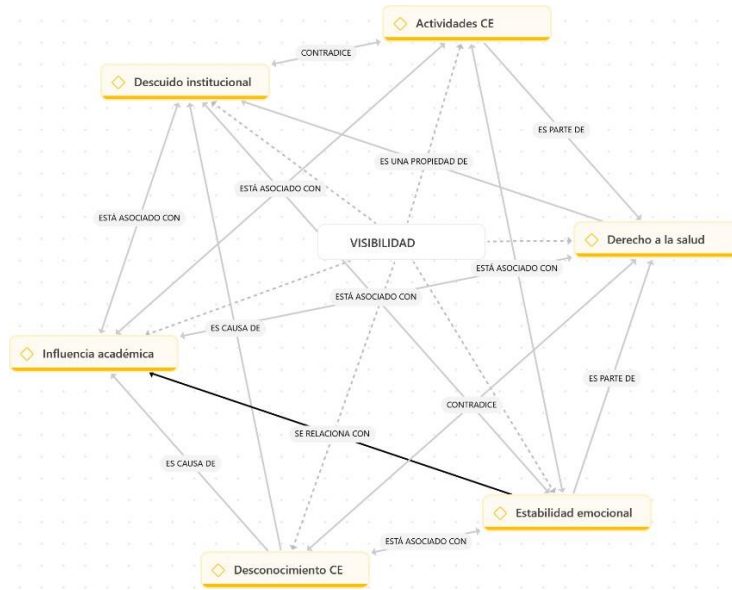 Actividades CE
CONTRADICE
Descuido institucional
ES PARTE DE
ES UNA PROPIEDAD DE
ESTÁ ASOCIADO CON
ESTÁ ASOCIADO CON
VISIBILIDAD
Derecho a la salud
ESTÁ ASOCIADO CON
ESTÁ ASOCIADO CON
ES CAUSA DE
Influencia académica
ES PARTE DE
CONTRADICE
SE RELACIONA CON
ES CAUSA DE
Estabilidad emocional
ESTÁ ASOCIADO CON
Desconocimiento CE